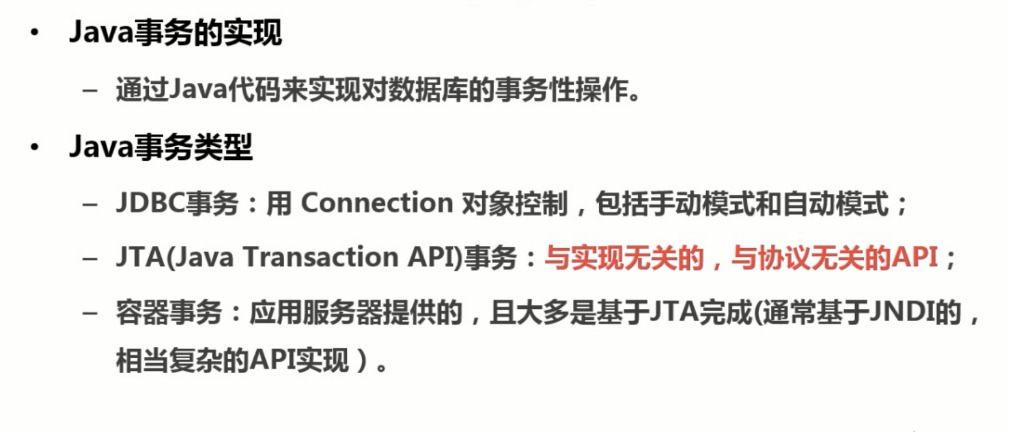 • Java事务的实现
– 通过Java代码来实现对数据库的事务性操作。
• Java事务类型
– JDBC事务：用 Connection 对象控制，包括手动模式和自动模式；
– JTA(Java Transaction API)事务：与实现无关的，与协议无关的API；
– 容器事务：应用服务器提供的，且大多是基于JTA完成(通常基于JNDI的，
相当复杂的API实现）。